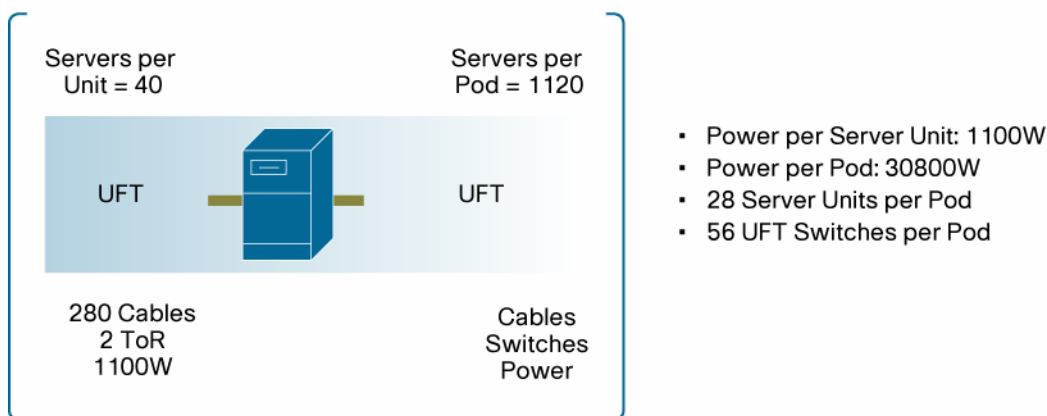 Servers per
Unit = 40
Servers per
Pod = 1120
UFT
UFT
280 Cables
2 ToR
1100W
Cables
Switches
Power
▪ Power per Server Unit: 1100W
▪ Power per Pod: 30800W
▪ 28 Server Units per Pod
▪ 56 UFT Switches per Pod